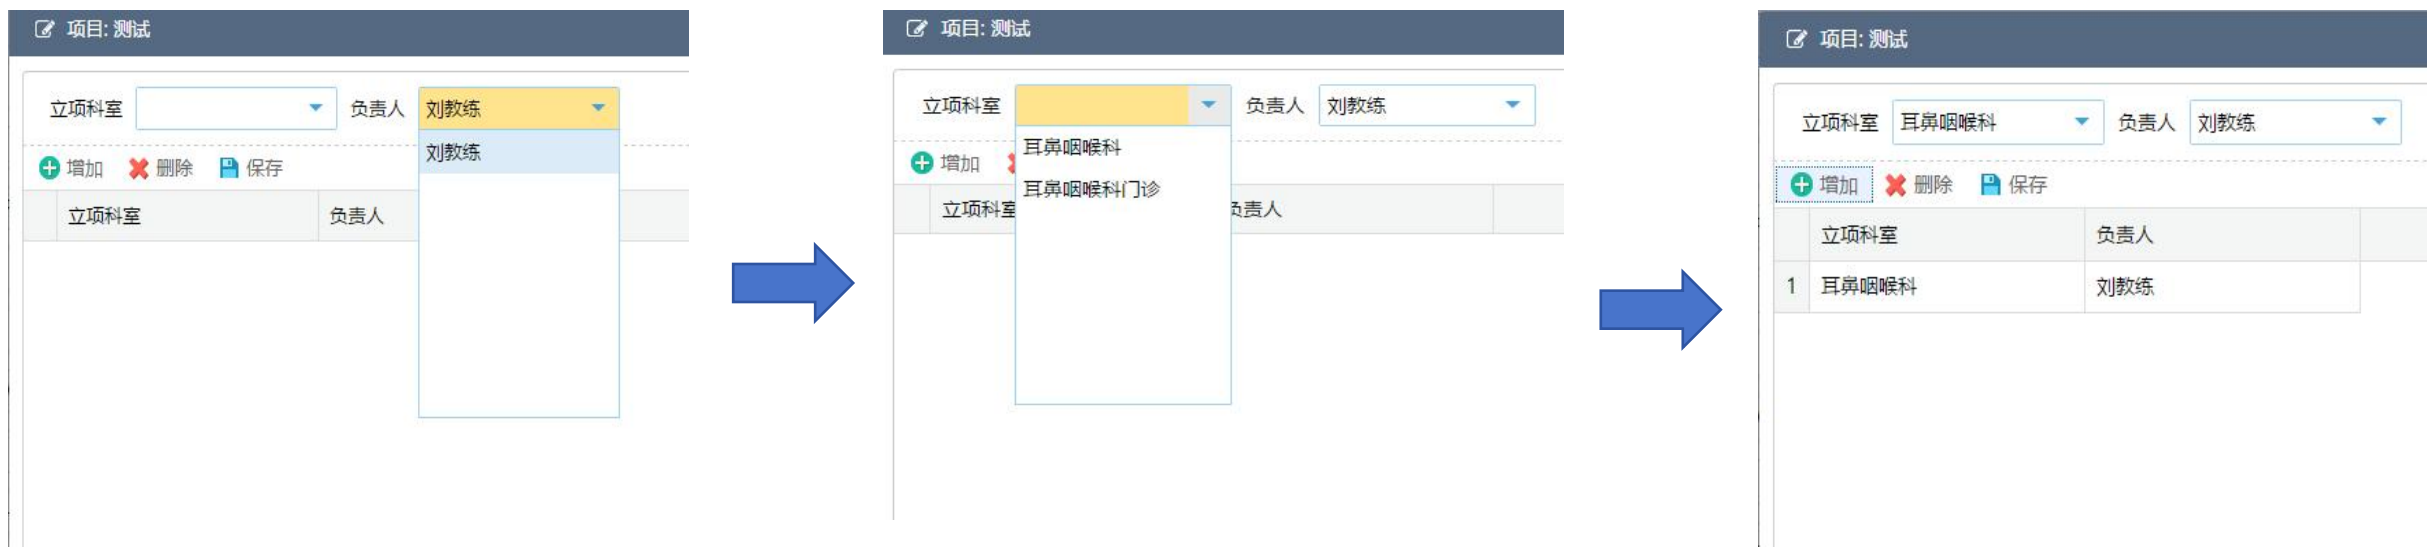 项目: 测试
立项科室 负责人 刘教练
刘教练
增加 删除 保存
立项科室 负责人
项目: 测试
立项科室 负责人 刘教练
耳鼻咽喉科
增加
耳鼻咽喉科门诊
立项科室 负责人
项目: 测试
立项科室 耳鼻咽喉科 负责人 刘教练
增加 删除 保存
立项科室 负责人
1 耳鼻咽喉科 刘教练